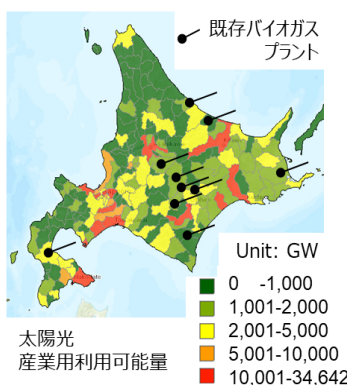 既存バイオガス
プラント
Unit: GW
0 -1,000
1,001-2,000
2,001-5,000
5,001-10,000
10,001-34.642
太陽光
産業用利用可能量